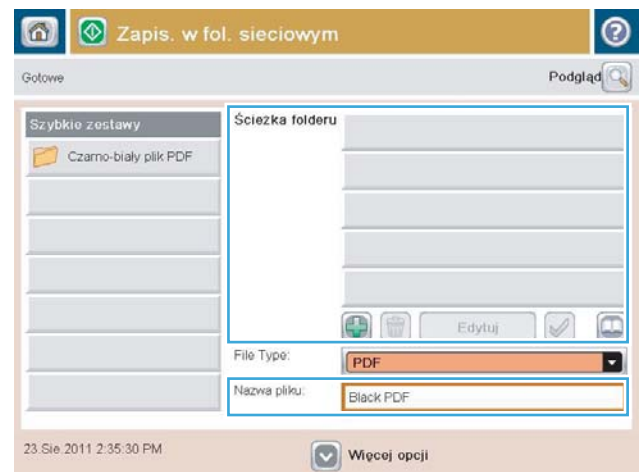 Zapis. w fol. sieciowym
Gotowe
Podgląd
Szybkie zestawy
Czarno-biały plik PDF
Ścieżka folderu
Edytuj
File Type:
PDF
Nazwa pliku:
Black PDF
23.Sie.2011 2:35:30 PM
Więcej opcji